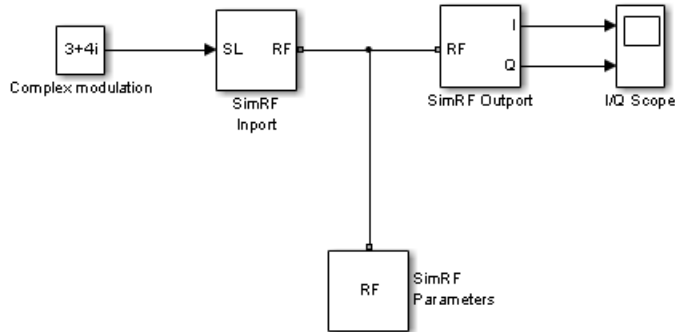 3+4i
Complex modulation
SL RF
SimRF
Inport
RF
I
Q
SimRF Outport
I/Q Scope
RF
SimRF
Parameters